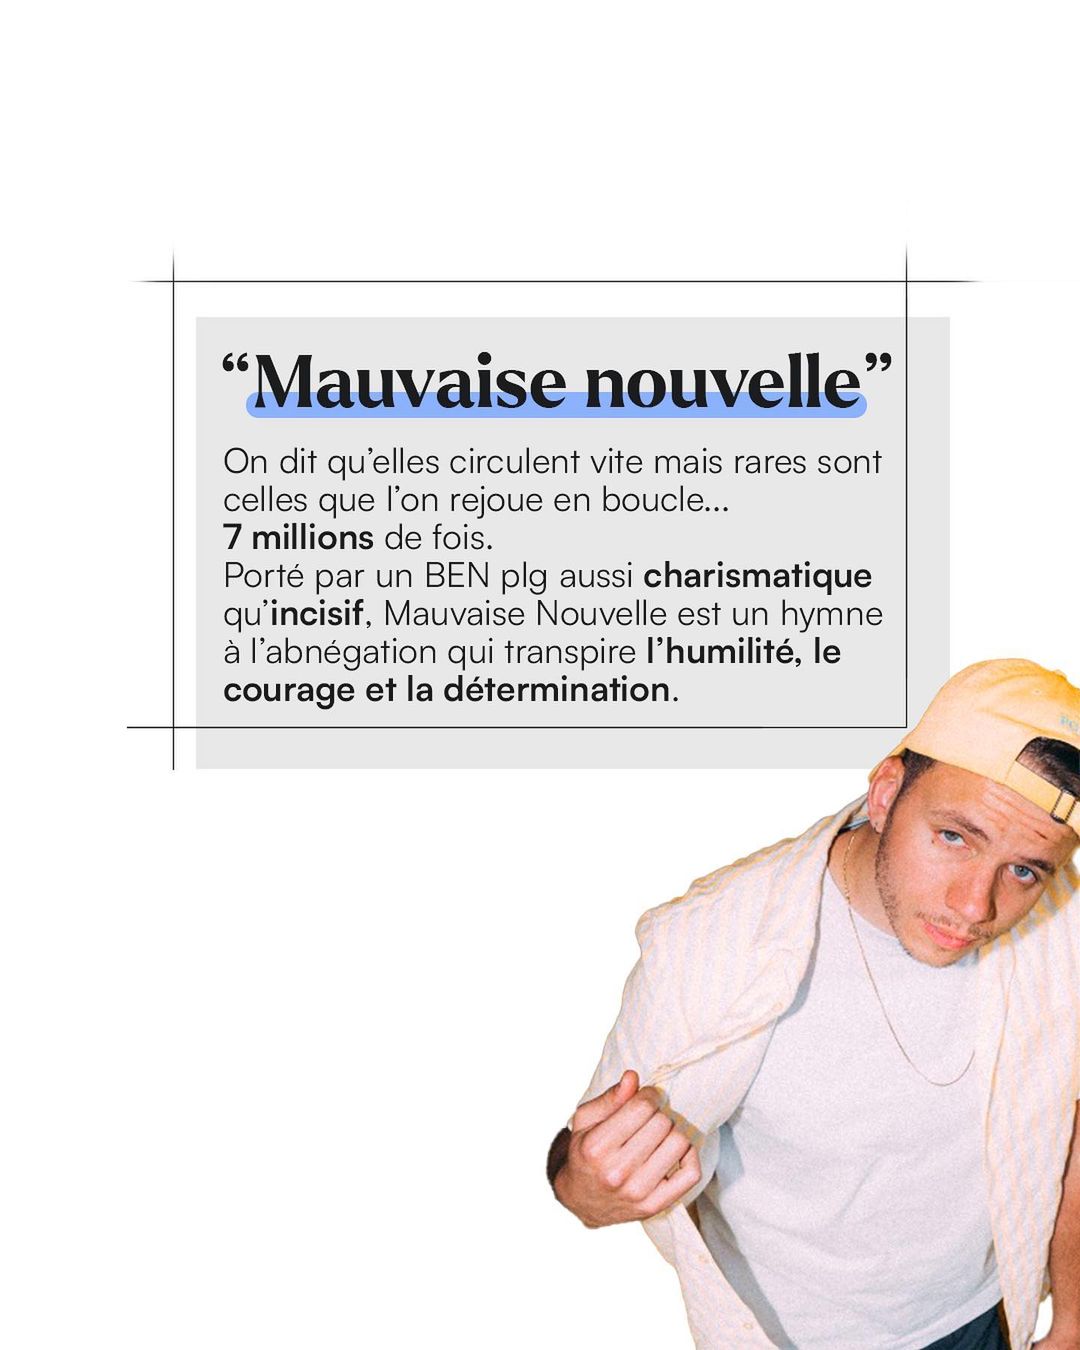 “Mauvaise nouvelle”
On dit qu’elles circulent vite mais rares sont
celles que l’on rejoue en boucle...
7 millions de fois.
Porté par un BEN plg aussi charismatique
qu’incisif, Mauvaise Nouvelle est un hymne
à l’abnégation qui transpire l’humilité, le
courage et la détermination.